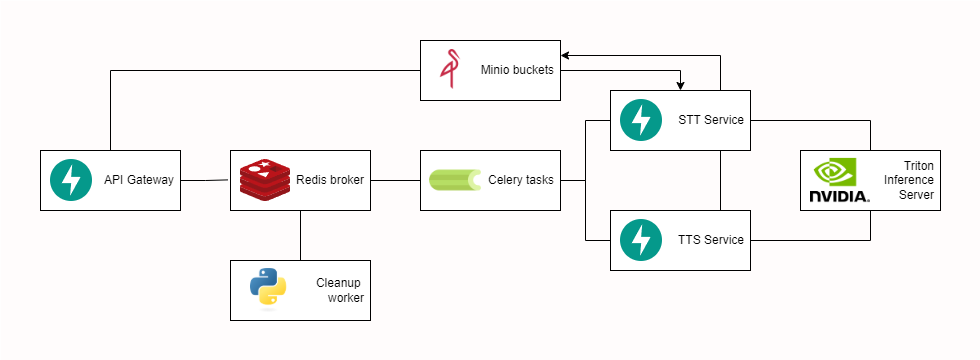 Minio buckets
STT Service
API Gateway
Redis broker
Celery tasks
NVIDIA.
Triton
Inference
Server
TTS Service
Cleanup
worker